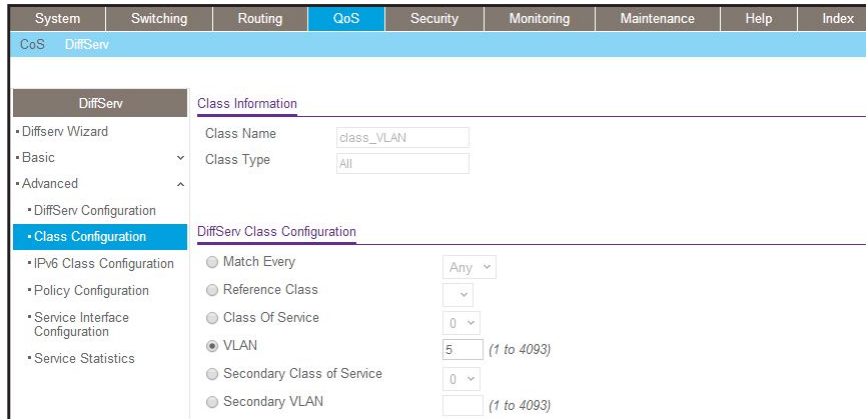 System Switching Routing QoS Security Monitoring Maintenance Help Index
CoS DiffServ
DiffServ
Diffserv Wizard
Basic
Advanced
DiffServ Configuration
Class Configuration
IPv6 Class Configuration
Policy Configuration
Service Interface
Configuration
Service Statistics
Class Information
Class Name class_VLAN
Class Type All
DiffServ Class Configuration
Match Every Any
Reference Class
Class Of Service 0
VLAN 5 (1 to 4093)
Secondary Class of Service 0
Secondary VLAN (1 to 4093)